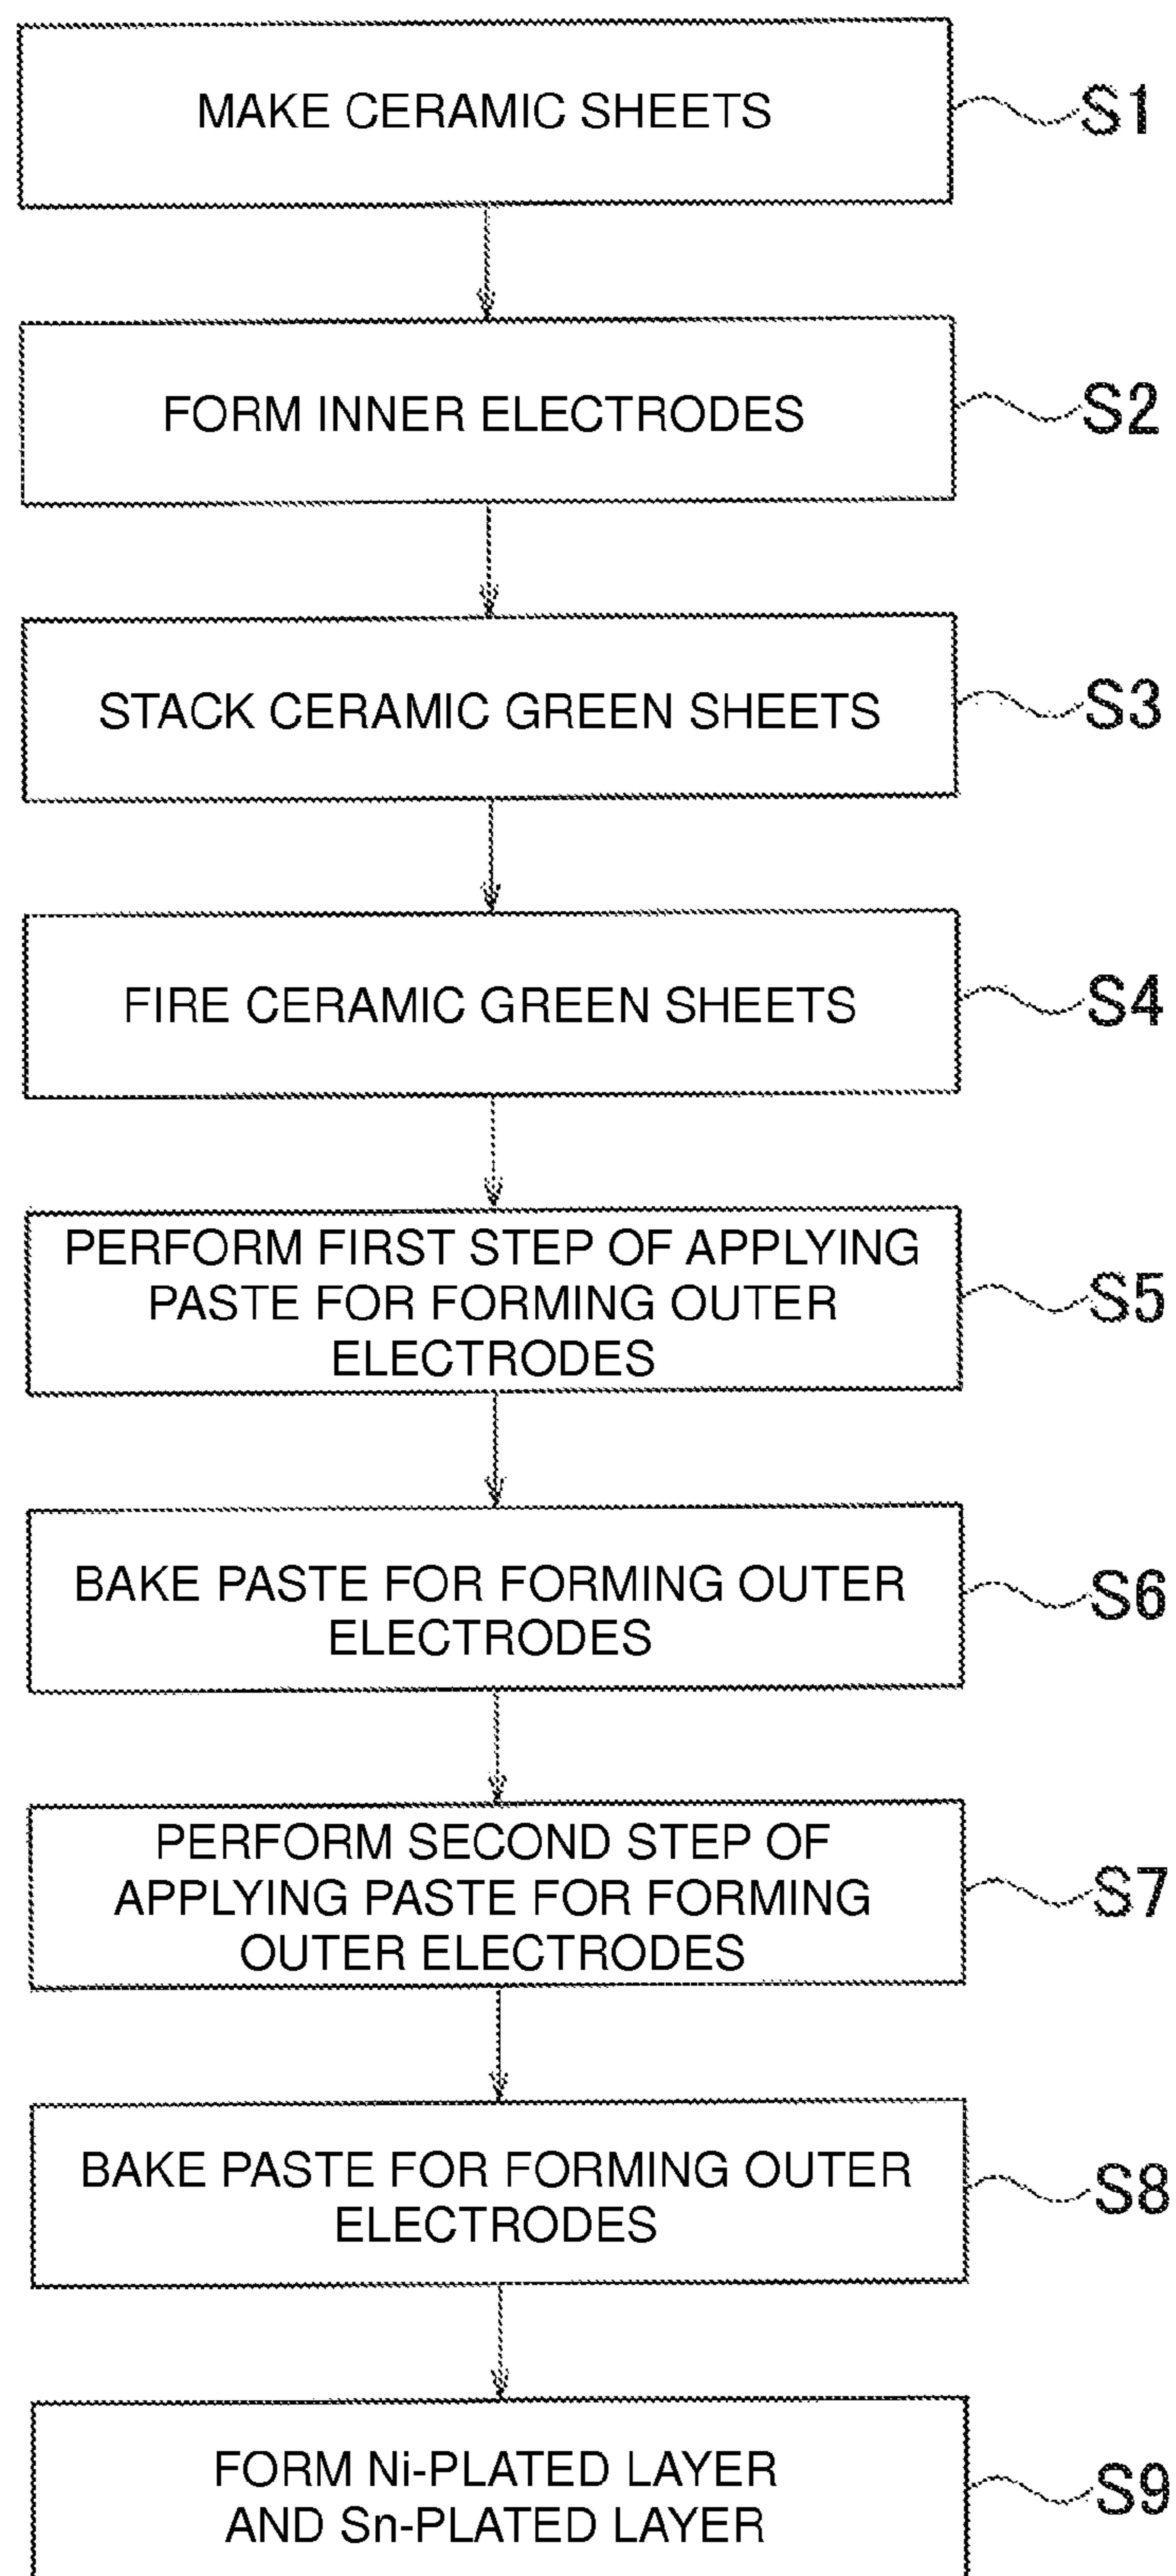 MAKE CERAMIC SHEETS
S1
FORM INNER ELECTRODES
S2
STACK CERAMIC GREEN SHEETS
S3
FIRE CERAMIC GREEN SHEETS
S4
PERFORM FIRST STEP OF APPLYING
PASTE FOR FORMING OUTER
ELECTRODES
S5
BAKE PASTE FOR FORMING OUTER
ELECTRODES
S6
PERFORM SECOND STEP OF
APPLYING PASTE FOR FORMING
OUTER ELECTRODES
S7
BAKE PASTE FOR FORMING OUTER
ELECTRODES
S8
FORM Ni-PLATED LAYER
AND Sn-PLATED LAYER
S9